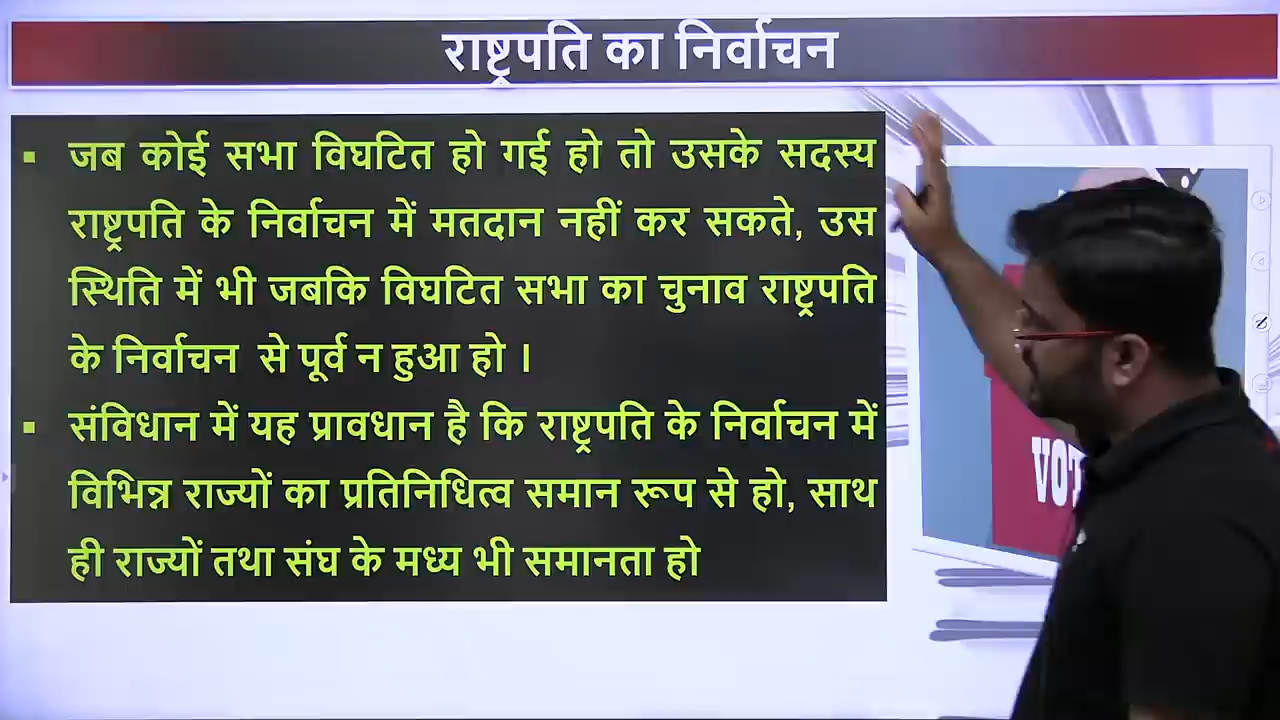 राष्ट्रपति का निर्वाचन
▪ जब कोई सभा विघटित हो गई हो तो उसके सदस्य
राष्ट्रपति के निर्वाचन में मतदान नहीं कर सकते, उस
स्थिति में भी जबकि विघटित सभा का चुनाव राष्ट्रपति
के निर्वाचन से पूर्व न हुआ हो ।
▪ संविधान में यह प्रावधान है कि राष्ट्रपति के निर्वाचन में
विभिन्न राज्यों का प्रतिनिधित्व समान रूप से हो, साथ
ही राज्यों तथा संघ के मध्य भी समानता हो